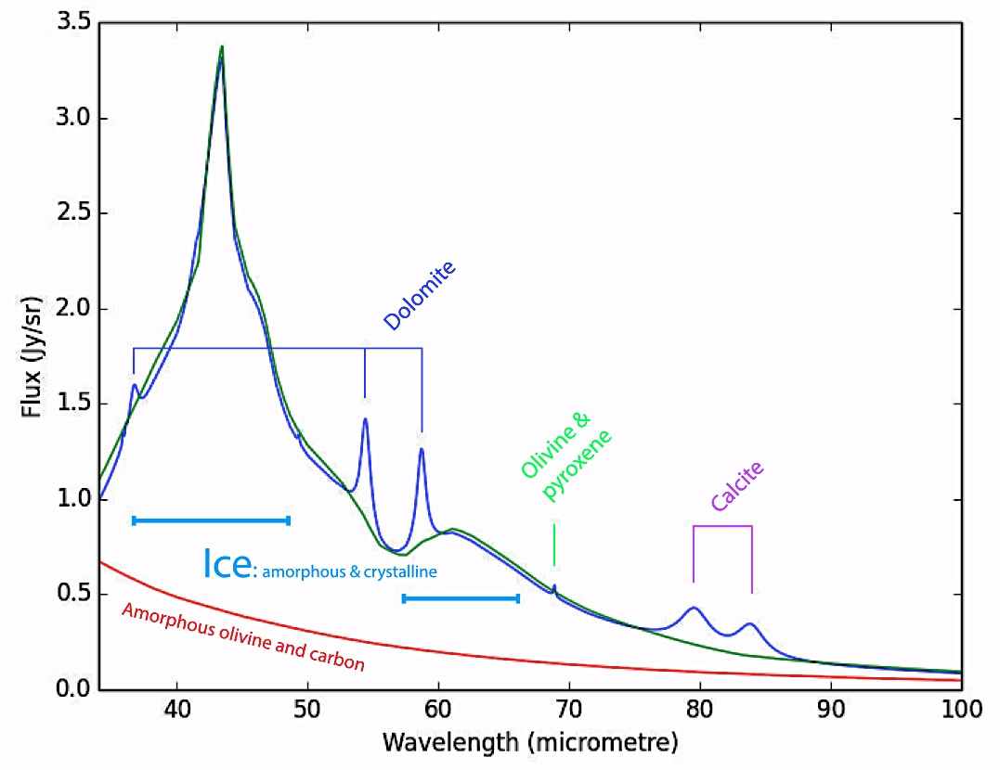 3.5
3.0
2.5
2.0
1.5
1.0
0.5
0.0
Flux (Jy/sr)
Dolomite
Olivine &
pyroxene
Calcite
Ice: amorphous & crystalline
Amorphous olivine and carbon
40 50 60 70 80 90 100
Wavelength (micrometre)